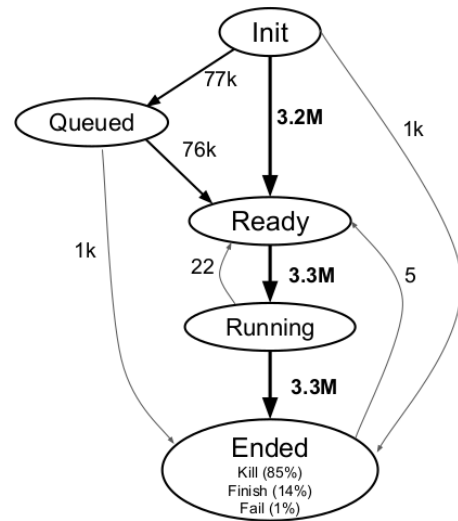 Init
77k
3.2M
1k
Queued
76k
Ready
1k
22
3.3M
5
Running
3.3M
Ended
Kill (85%)
Finish (14%)
Fail (1%)